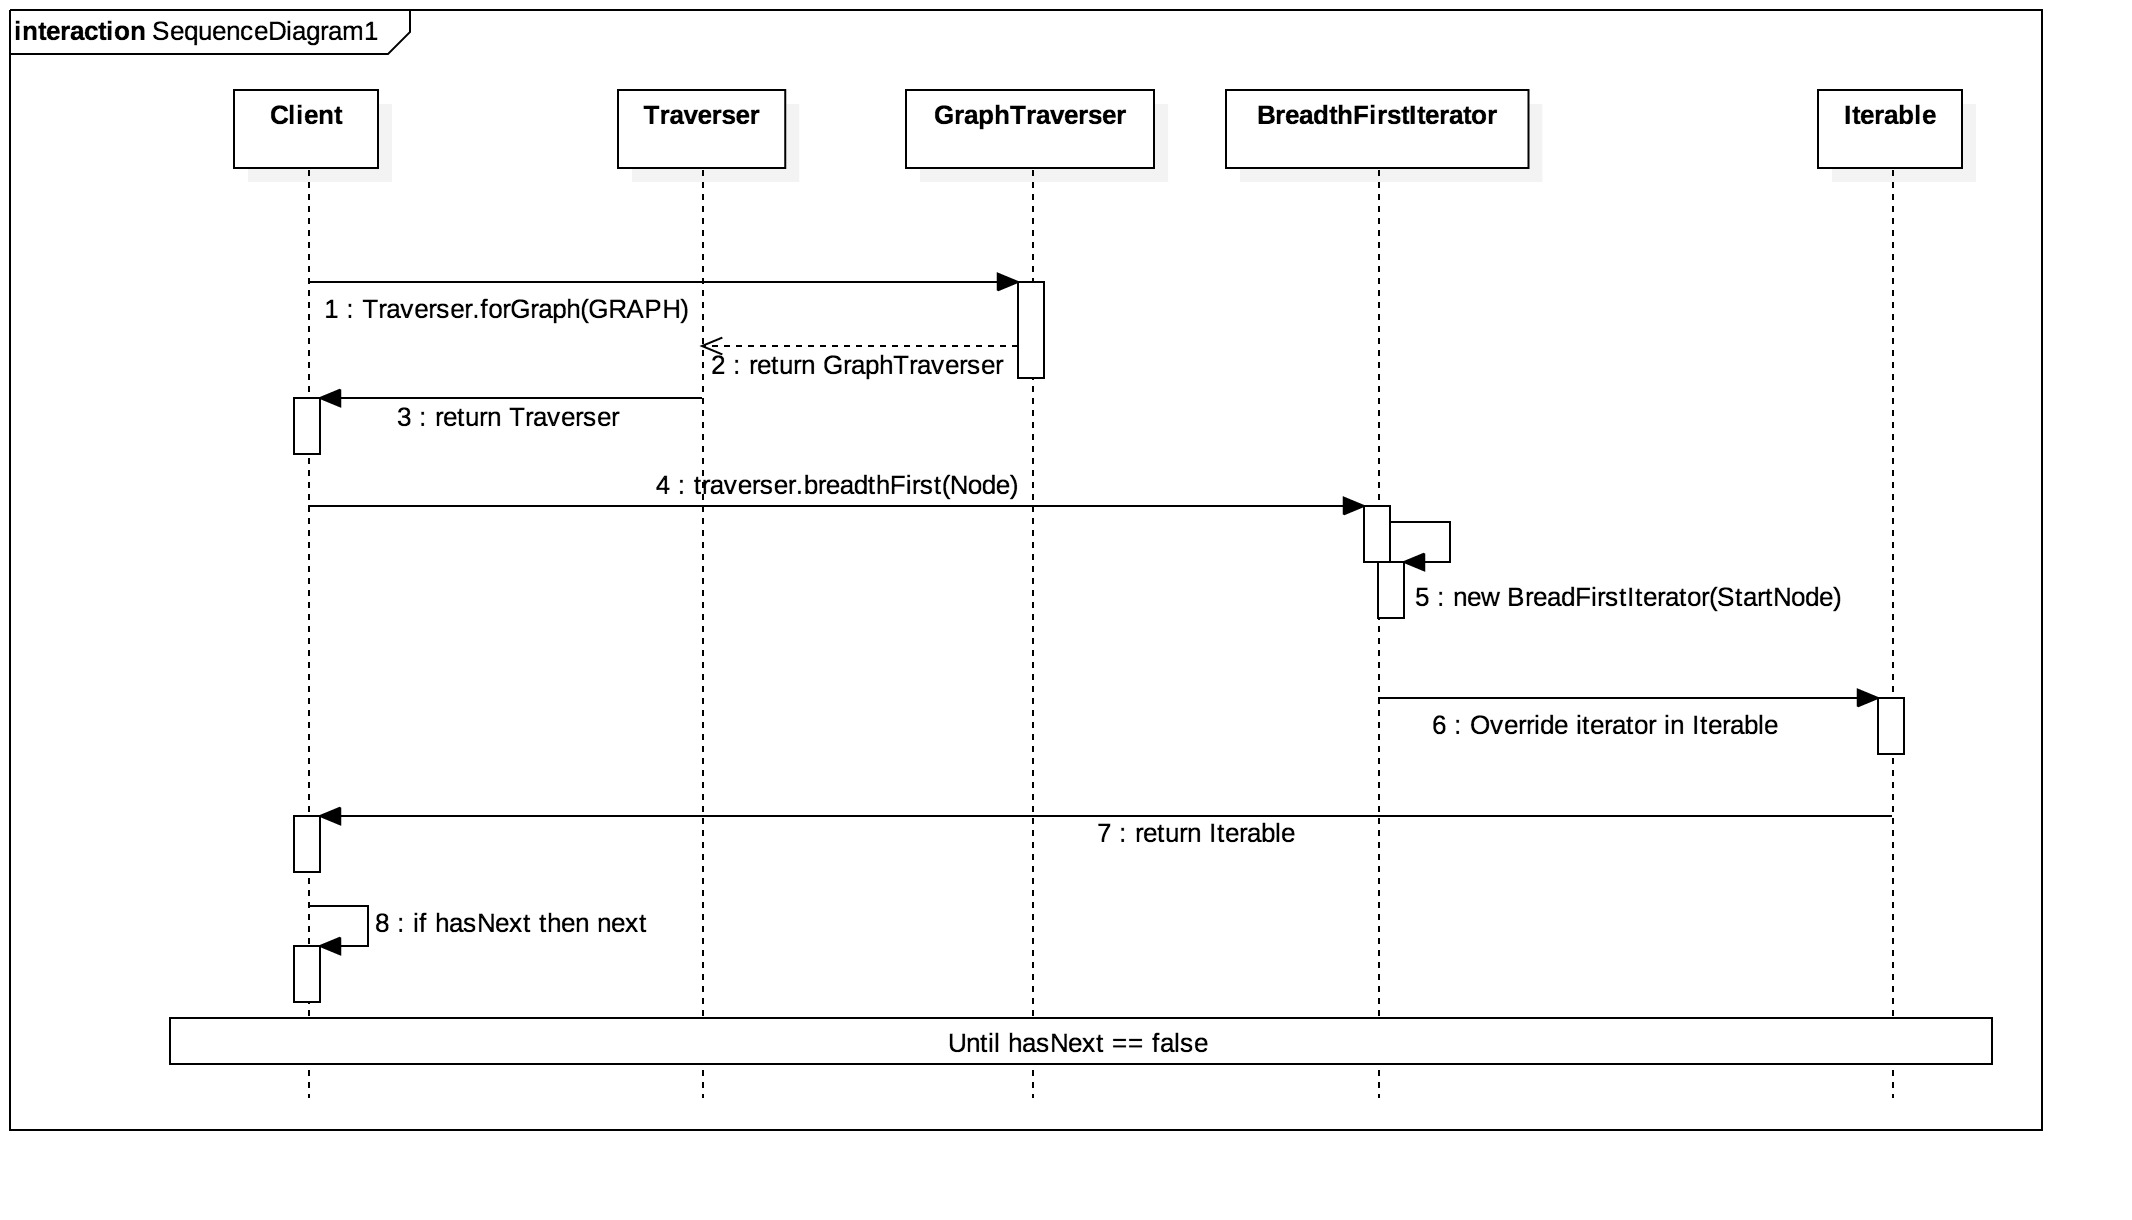 interaction SequenceDiagram1
Client
Traverser
GraphTraverser
BreadthFirstIterator
Iterable
1 : Traverser.forGraph(GRAPH)
2 : return GraphTraverser
3 : return Traverser
4 : traverser.breadthFirst(Node)
5 : new BreadFirstIterator(StartNode)
6 : Override iterator in Iterable
7 : return Iterable
8 : if hasNext then next
Until hasNext == false